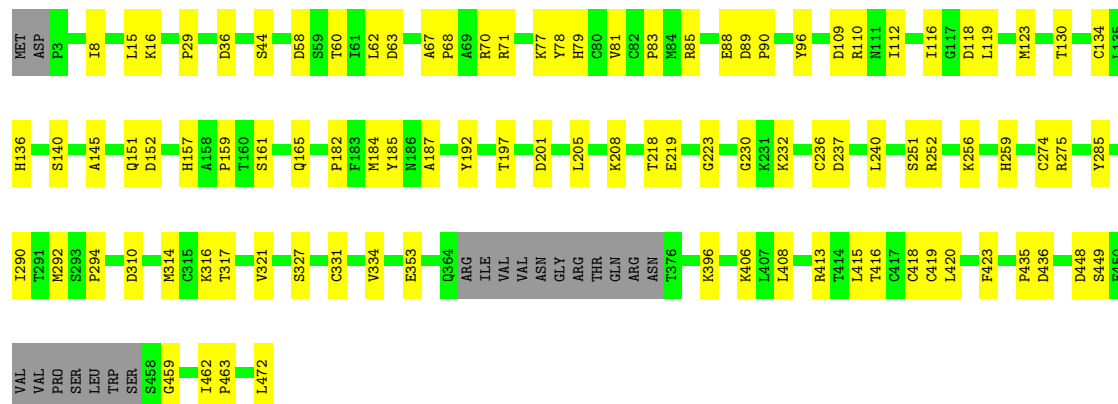 MET ASP P3 I8 L15 K16 P29 D36 S44 D58 S59 T60 I61 L62 D63 A67 P68 A69 R70 R71 K77 Y78 H79 C80 V81 C82 P83 M84 R85 E88 D89 P90 Y96 D109 R110 N111 I112 I116 G117 D118 L119 M123 T130 C134 L135
H136 S140 A145 Q151 D152 H157 A158 P159 T160 S161 Q165 P182 F183 M184 Y185 N186 A187 Y192 T197 D201 L205 K208 T218 E219 G223 G230 K231 K232 C236 D237 L240 S251 R252 K256 H259 C274 R275 Y285
I290 T291 M292 S293 P294 D310 M314 C315 K316 T317 V321 S327 C331 V334 E353 Q364 ARG ILE VAL VAL ASN GLY ARG THR GLN ARG ASN T376 K396 K406 L407 L408 R413 T414 L415 T416 C417 C418 C419 L420 F423 P435 D436 D448 S449
VAL VAL PRO SER LEU TRP SER S458 G459 I462 P463 L472